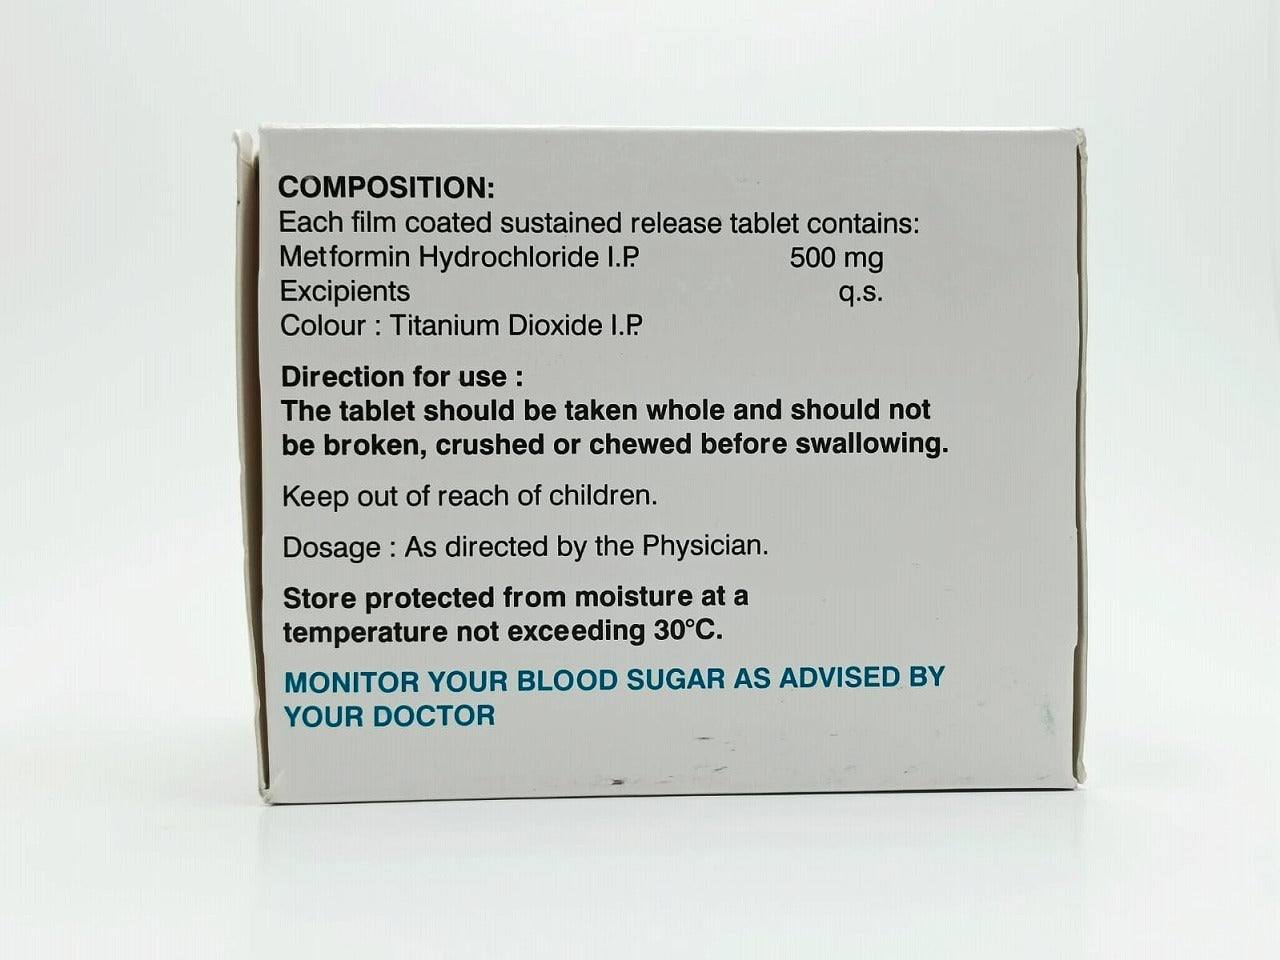 COMPOSITION:
Each film coated sustained release tablet contains:
Metformin Hydrochloride I.P. 500 mg
Excipients q.s.
Colour : Titanium Dioxide I.P.
Direction for use :
The tablet should be taken whole and should not
be broken, crushed or chewed before swallowing.
Keep out of reach of children.
Dosage : As directed by the Physician.
Store protected from moisture at a
temperature not exceeding 30°C.
MONITOR YOUR BLOOD SUGAR AS ADVISED BY
YOUR DOCTOR